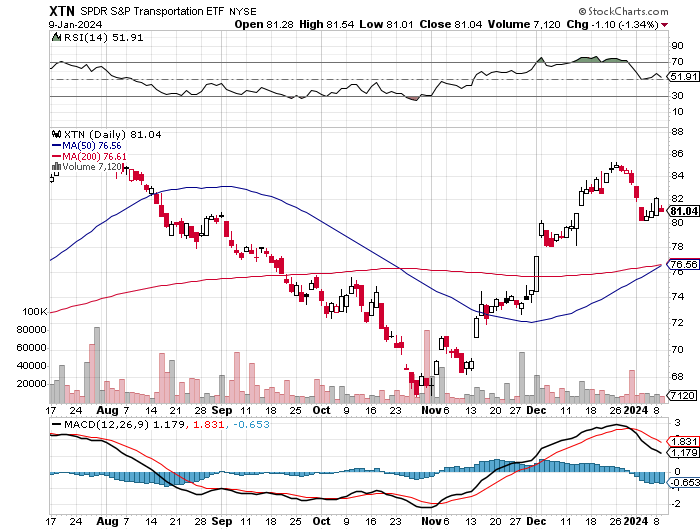 XTN SPDR S&P Transportation ETF NYSE © StockCharts.com
9-Jan-2024 Open 81.28 High 81.54 Low 81.01 Close 81.04 Volume 7,120 Chg -1.10 (-1.34%)
RSI(14) 51.91
90
70
51.91
30
10
XTN (Daily) 81.04
MA(50) 76.56
MA(200) 76.61
Volume 7,120
88
86
84
82
81.04
80
78
76.56
76
74
72
70
68
7120
100K
80000
60000
40000
20000
17 24 Aug 7 14 21 28 Sep 11 18 25 Oct 9 16 23 Nov 6 13 20 27 Dec 11 18 26 2024 8
MACD(12,26,9) 1.179, 1.831, -0.653
3
1.831
1.179
0
-0.653
-1
-2
17 24 Aug 7 14 21 28 Sep 11 18 25 Oct 9 16 23 Nov 6 13 20 27 Dec 11 18 26 2024 8